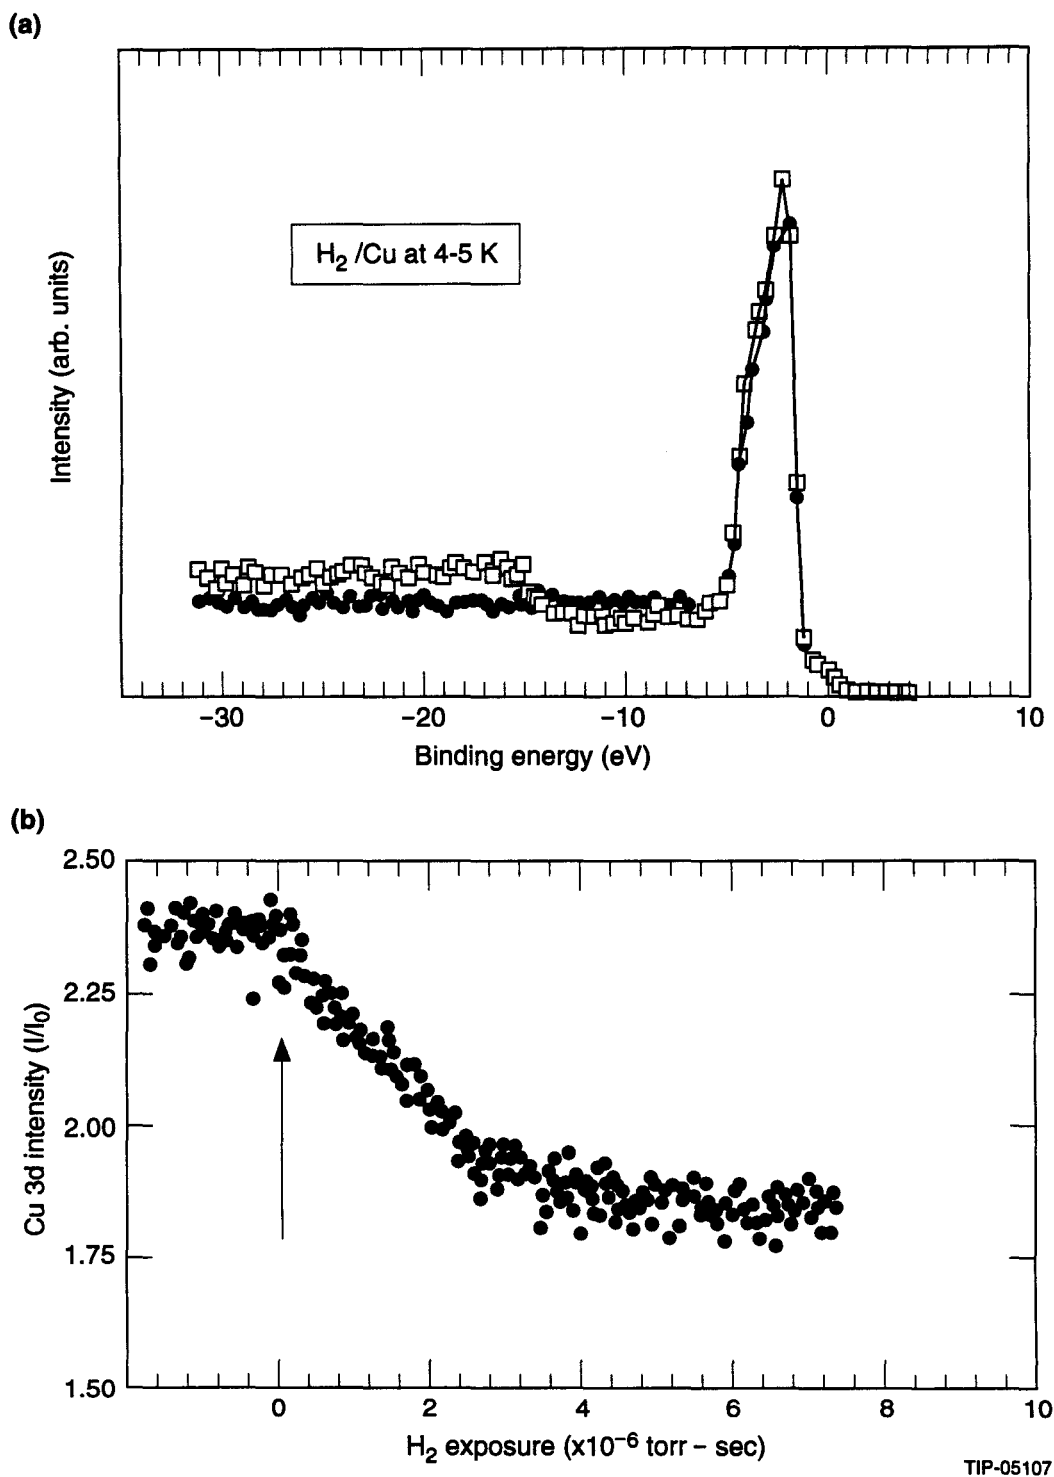 (a)
H2 /Cu at 4-5 K
Intensity (arb. units)
−30 −20 −10 0 10
Binding energy (eV)
(b)
2.50
2.25
2.00
1.75
1.50
Cu 3d intensity (I/I0)
0 2 4 6 8 10
H2 exposure (x10−6 torr – sec)
TIP-05107